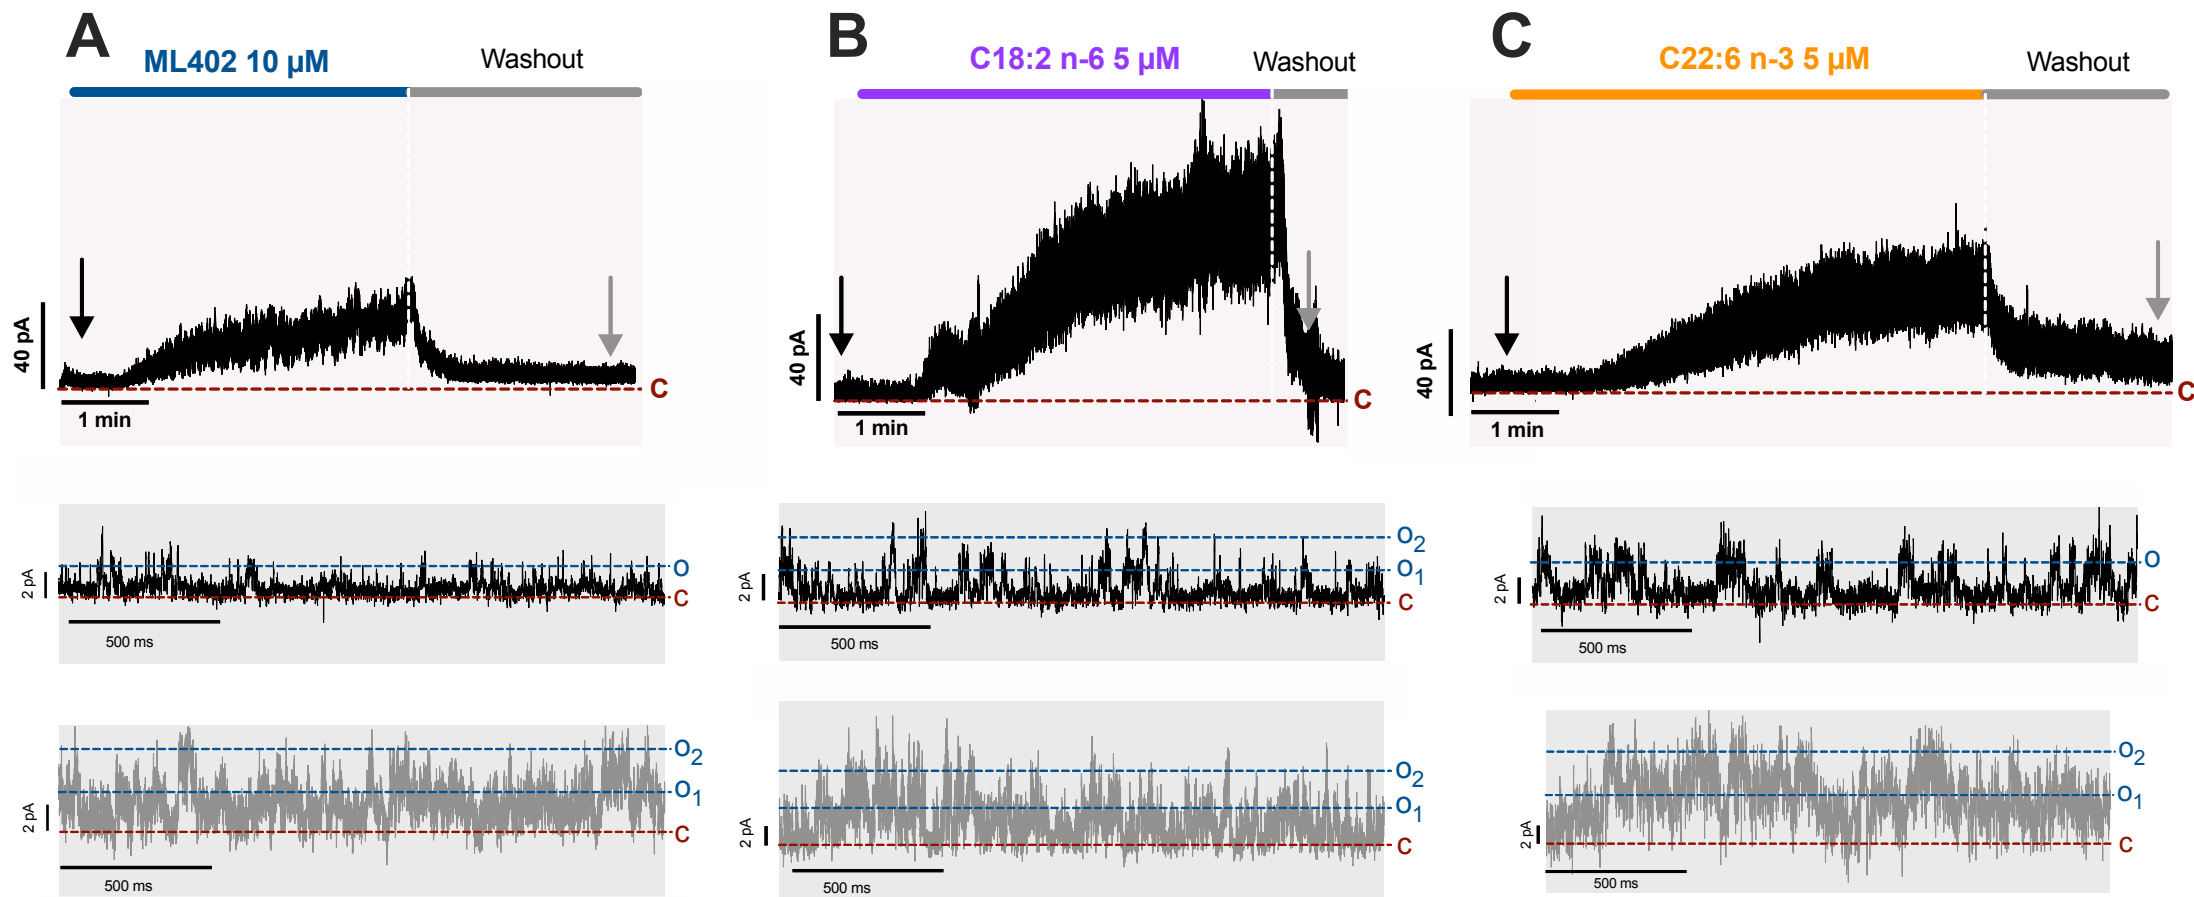 A
ML402 10 µM
Washout
40 pA
1 min
C
2 pA
O
C
500 ms
2 pA
O2
O1
C
500 ms
B
C18:2 n-6 5 µM
Washout
40 pA
1 min
C
2 pA
O2
O1
C
500 ms
2 pA
O2
O1
C
500 ms
C
C22:6 n-3 5 µM
Washout
40 pA
1 min
C
2 pA
O
C
500 ms
2 pA
O2
O1
C
500 ms